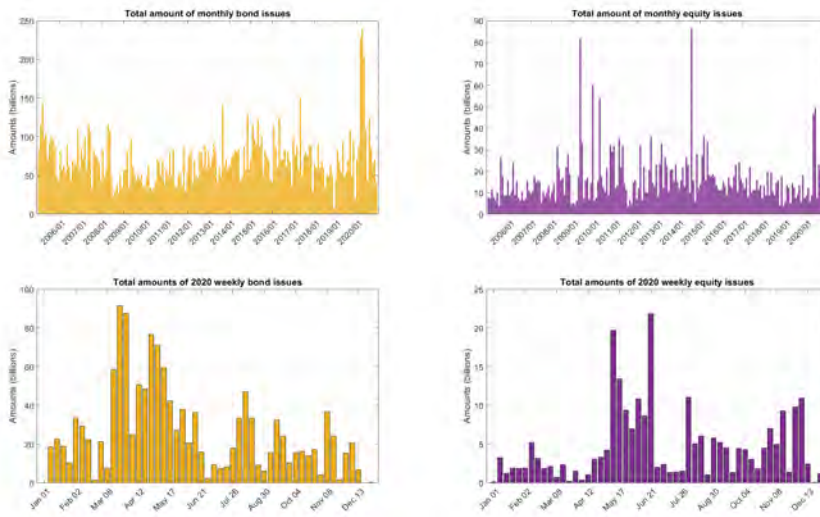 Total amount of monthly bond issues
Amounts (billions)
250
200
150
100
50
0
2006/01 2007/01 2008/01 2009/01 2010/01 2011/01 2012/01 2013/01 2014/01 2015/01 2016/01 2017/01 2018/01 2019/01 2020/01
Total amount of monthly equity issues
Amounts (billions)
90
80
70
60
50
40
30
20
10
0
2006/01 2007/01 2008/01 2009/01 2010/01 2011/01 2012/01 2013/01 2014/01 2015/01 2016/01 2017/01 2018/01 2019/01 2020/01
Total amounts of 2020 weekly bond issues
Amounts (billions)
100
80
60
40
20
0
Jan 01 Feb 02 Mar 08 Apr 12 May 17 Jun 21 Jul 26 Aug 30 Oct 04 Nov 08 Dec 13
Total amounts of 2020 weekly equity issues
Amounts (billions)
25
20
15
10
5
0
Jan 01 Feb 02 Mar 08 Apr 12 May 17 Jun 21 Jul 26 Aug 30 Oct 04 Nov 08 Dec 13